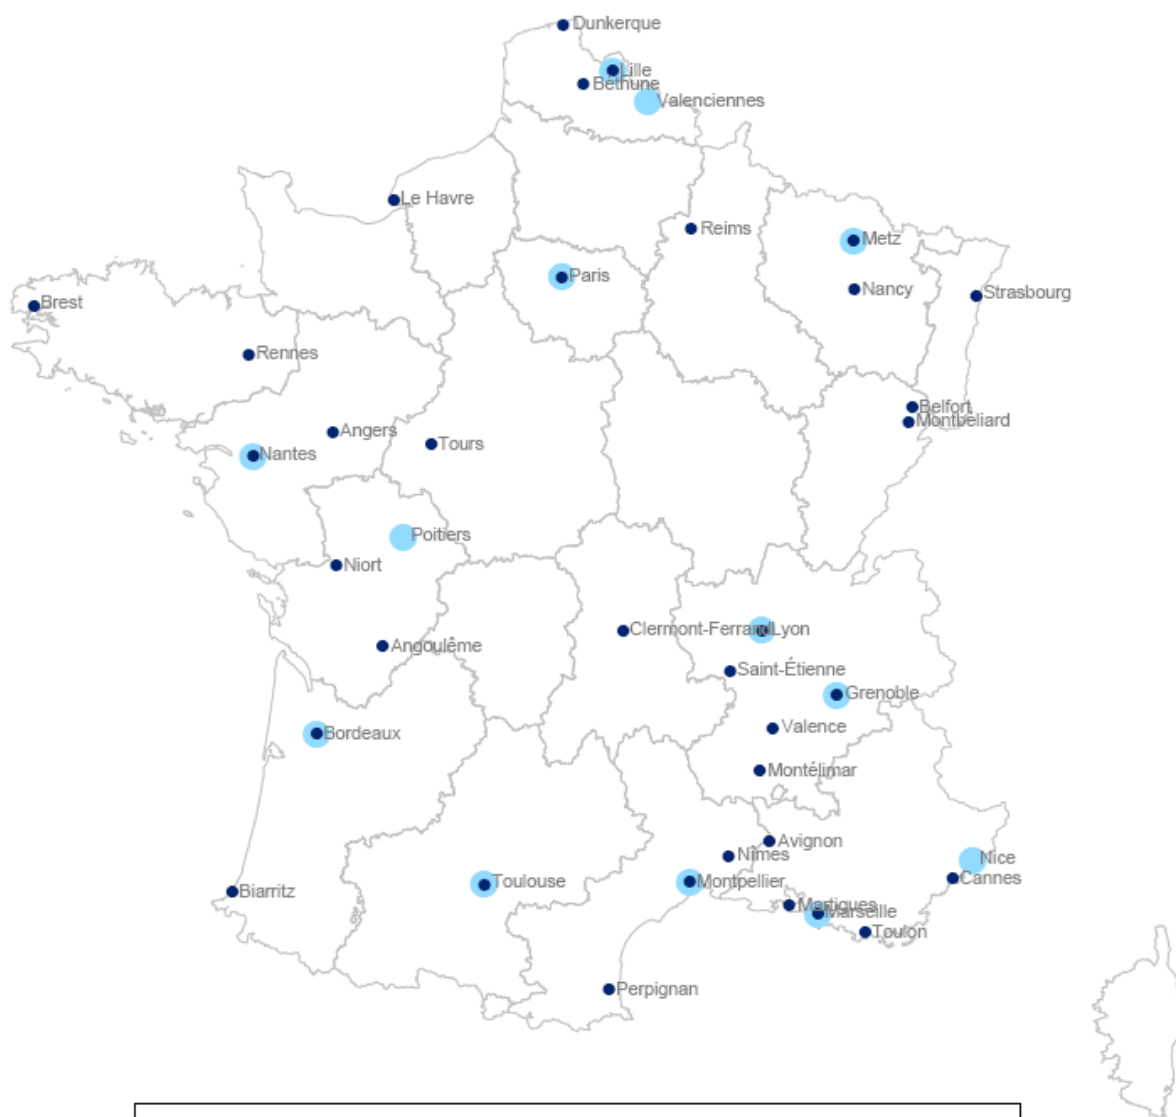 Dunkerque
Lille
Béthune
Valenciennes
Le Havre
Reims
Metz
Paris
Nancy
Strasbourg
Brest
Rennes
Belfort
Montbéliard
Angers
Tours
Nantes
Poitiers
Niort
Clermont-Ferrand
Lyon
Angoulême
Saint-Étienne
Grenoble
Valence
Bordeaux
Montélimar
Avignon
Nîmes
Nice
Cannes
Toulouse
Montpellier
Biarritz
Martigues
Marseille
Toulon
Perpignan